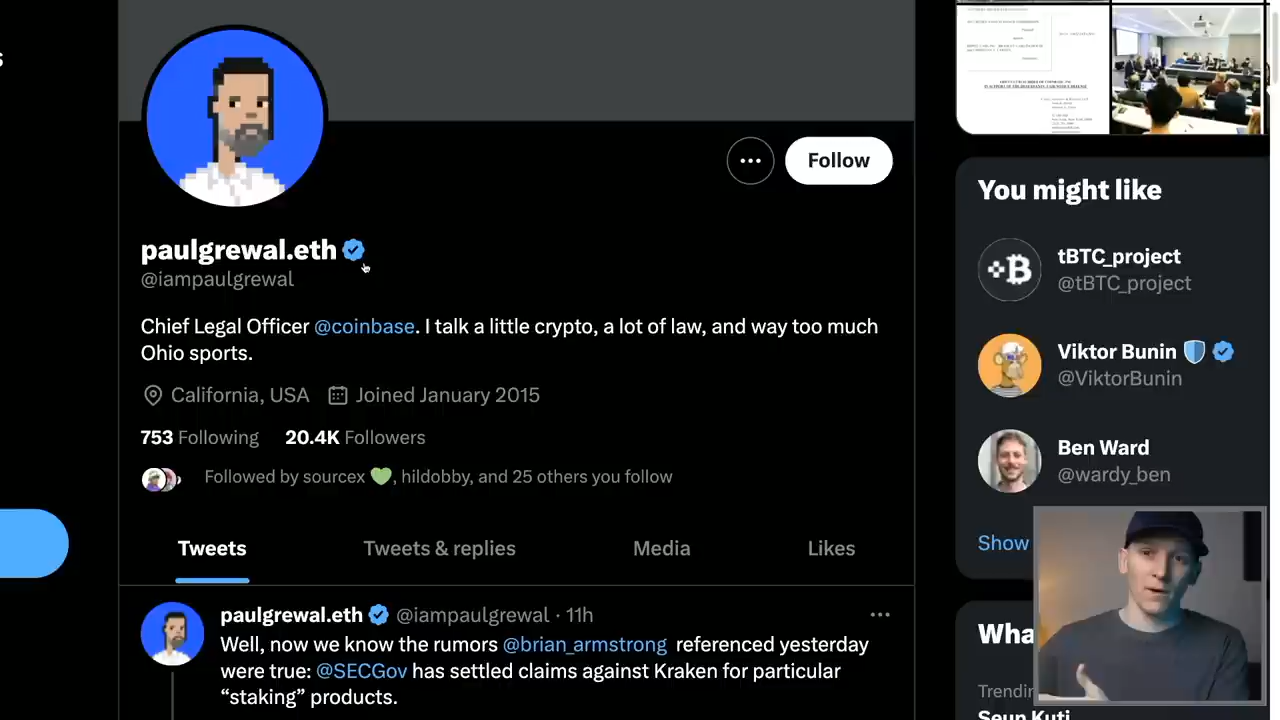 Follow
paulgrewal.eth
@iampaulgrewal
Chief Legal Officer @coinbase. I talk a little crypto, a lot of law, and way too much
Ohio sports.
California, USA Joined January 2015
753 Following 20.4K Followers
Followed by sourcex 💚, hildobby, and 25 others you follow
Tweets Tweets & replies Media Likes
paulgrewal.eth @iampaulgrewal · 11h
Well, now we know the rumors @brian_armstrong referenced yesterday
were true: @SECGov has settled claims against Kraken for particular
“staking” products.
You might like
tBTC_project
@tBTC_project
Viktor Bunin 🛡️
@ViktorBunin
Ben Ward
@wardy_ben
Show
Wha
Trendin
Seun Kuti